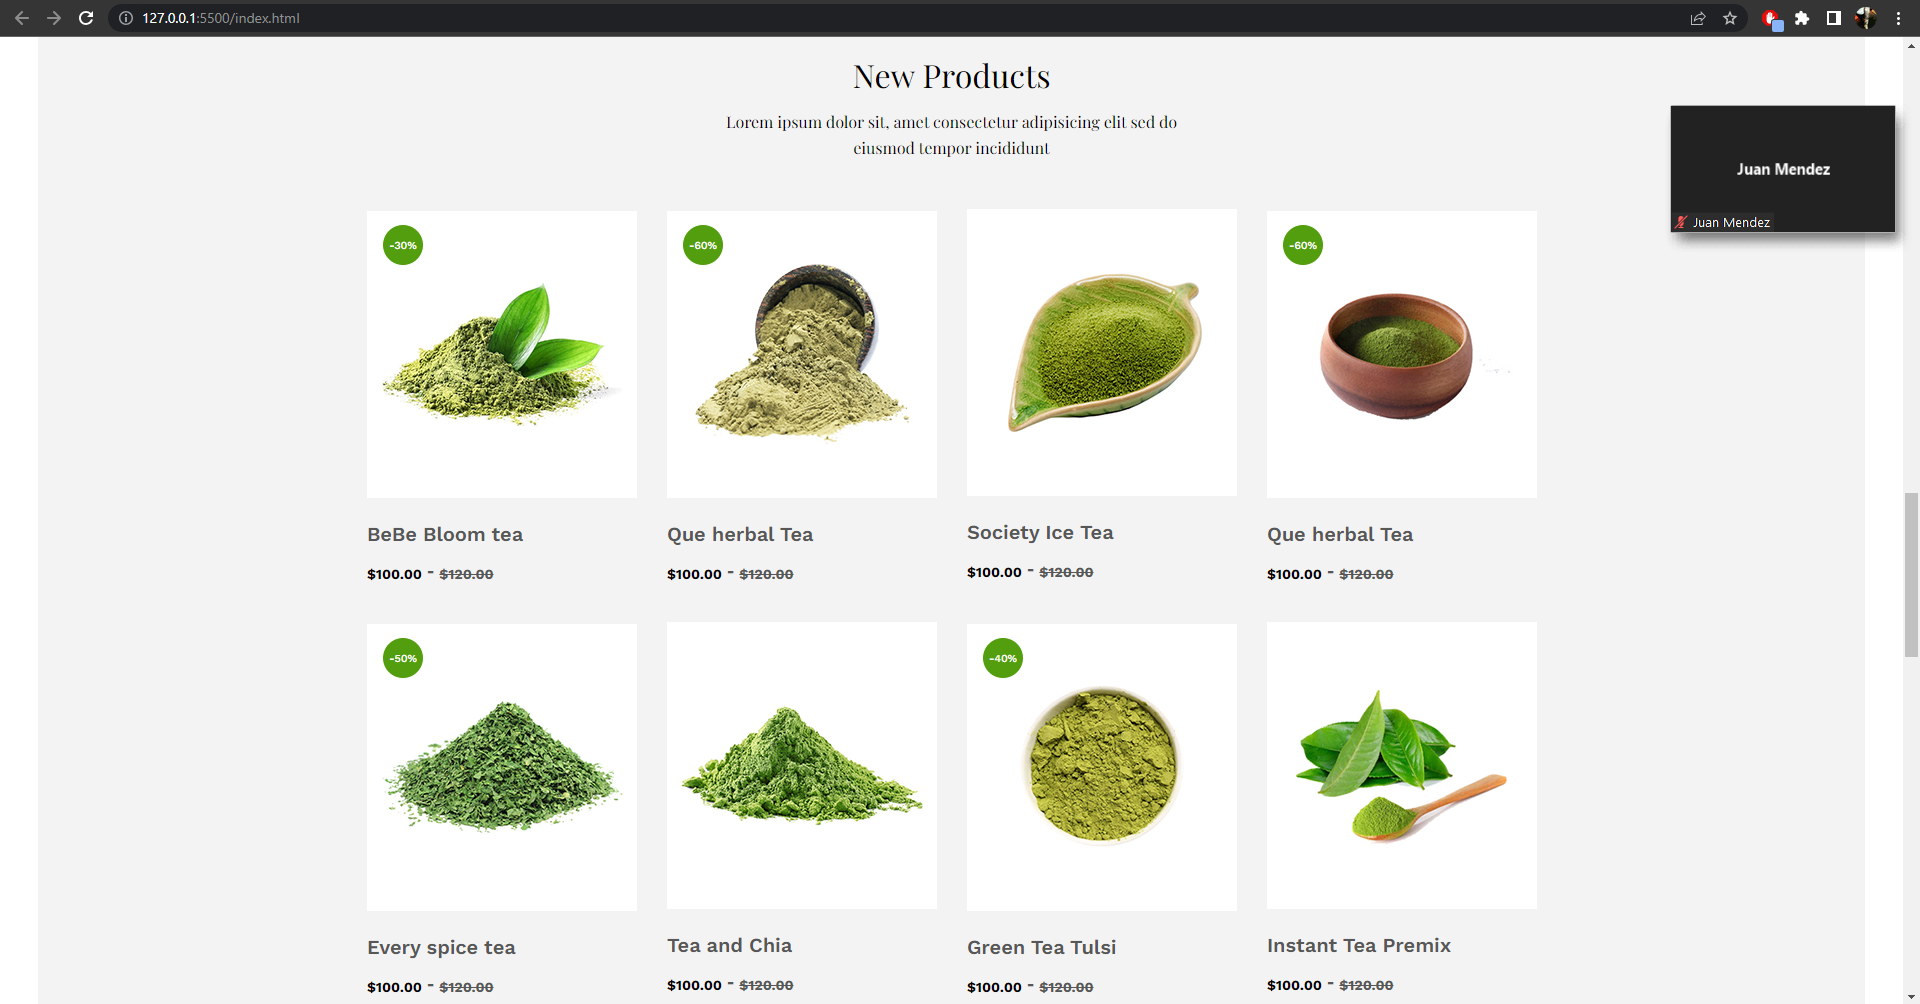 127.0.0.1:5500/index.html
New Products
Lorem ipsum dolor sit, amet consectetur adipisicing elit sed do
eiusmod tempor incididunt
Juan Mendez
Juan Mendez
-30%
-60%
-60%
BeBe Bloom tea
$100.00 - $120.00
Que herbal Tea
$100.00 - $120.00
Society Ice Tea
$100.00 - $120.00
Que herbal Tea
$100.00 - $120.00
-50%
-40%
Every spice tea
$100.00 - $120.00
Tea and Chia
$100.00 - $120.00
Green Tea Tulsi
$100.00 - $120.00
Instant Tea Premix
$100.00 - $120.00